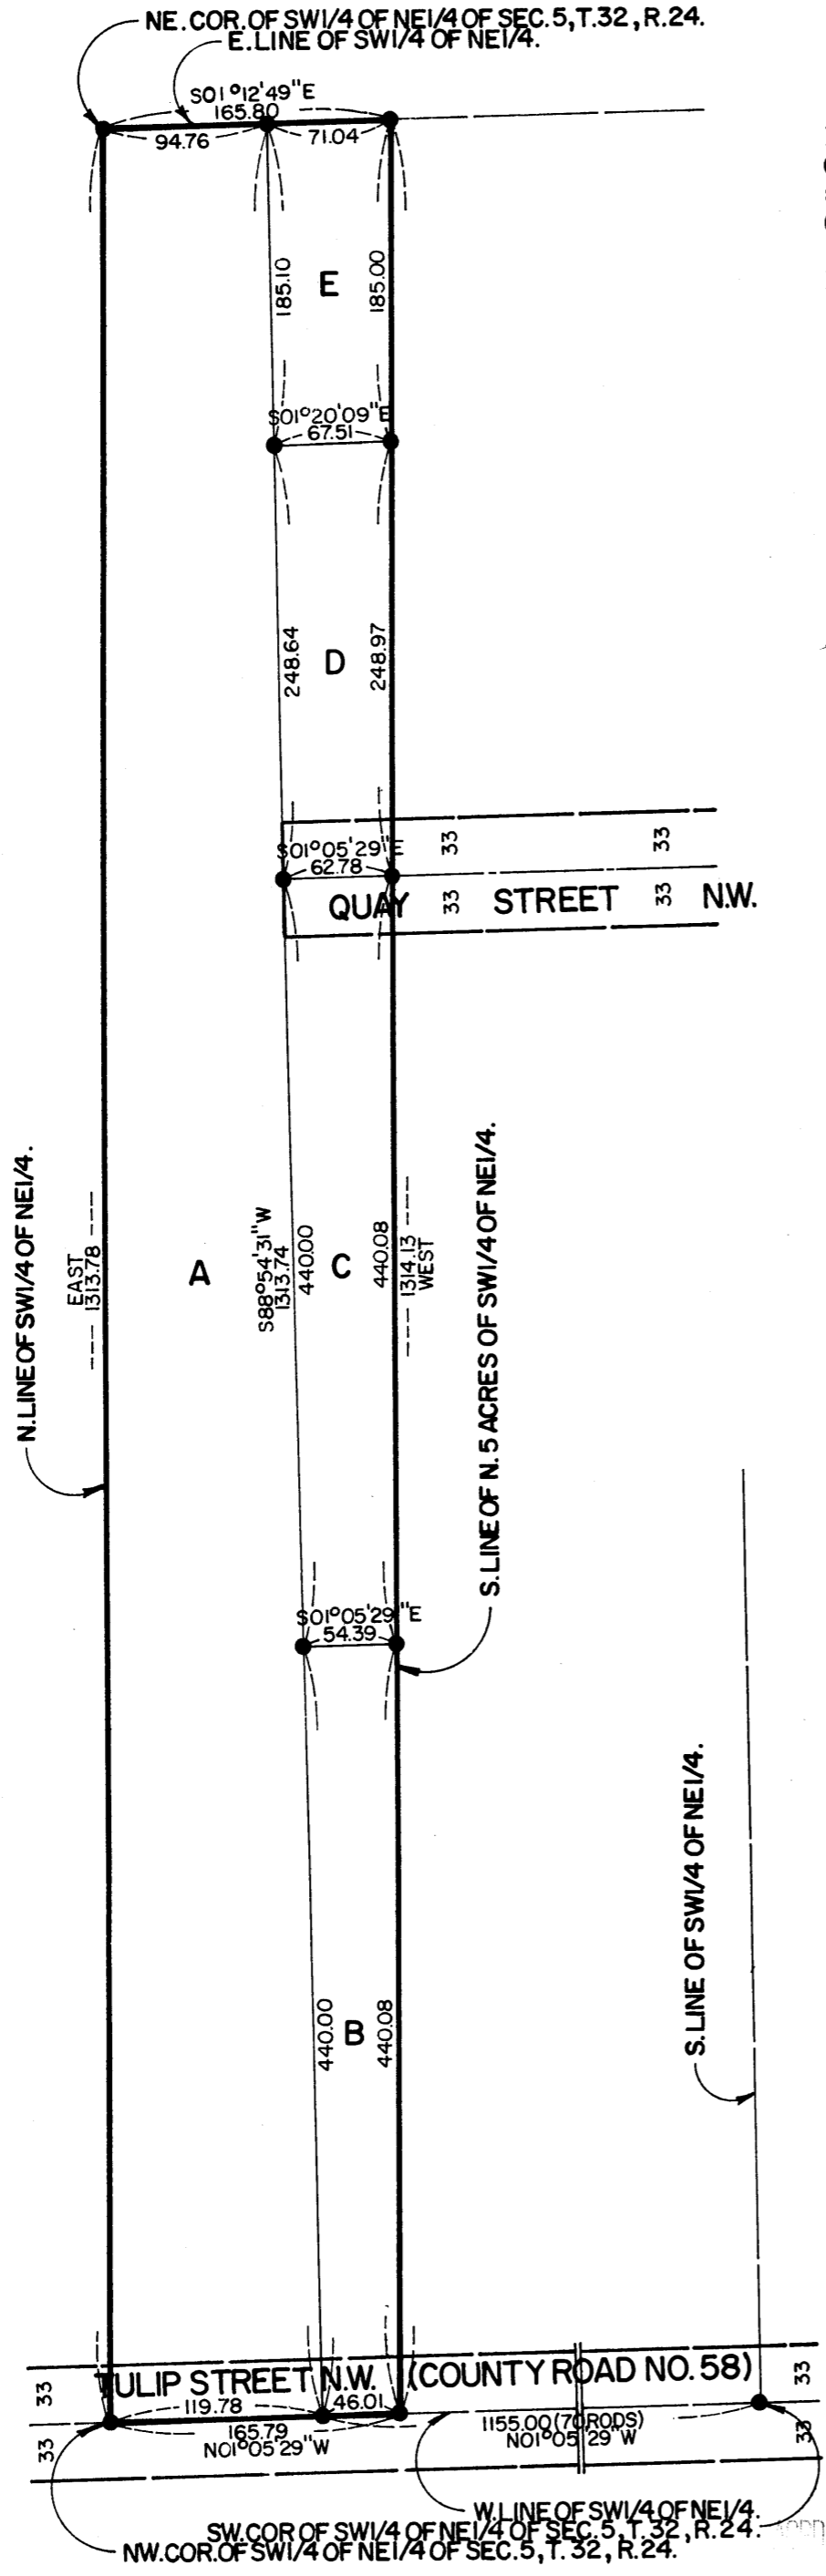 NE. COR. OF SW1/4 OF NE1/4 OF SEC. 5, T. 32, R. 24.
E. LINE OF SW1/4 OF NE1/4.
S01°12'49"E
165.80
94.76
71.04
185.10
E
185.00
S01°20'09"E
67.51
248.64
D
248.97
S01°05'29"E
62.78
33
33
QUAY STREET N.W.
33
33
N. LINE OF SW1/4 OF NE1/4.
EAST
1313.78
A
S88°54'31"W
1313.74
440.00
C
440.08
1314.13
WEST
S. LINE OF N. 5 ACRES OF SW1/4 OF NE1/4.
S01°05'29"E
54.39
S. LINE OF SW1/4 OF NE1/4.
440.00
B
440.08
33
TULIP STREET N.W. (COUNTY ROAD NO. 58)
33
119.78
46.01
165.79
N01°05'29"W
1155.00 (70 RODS)
N01°05'29"W
33
33
W. LINE OF SW1/4 OF NE1/4.
SW. COR OF SW1/4 OF NE1/4 OF SEC. 5, T. 32, R. 24.
NW. COR. OF SW1/4 OF NE1/4 OF SEC. 5, T. 32, R. 24.